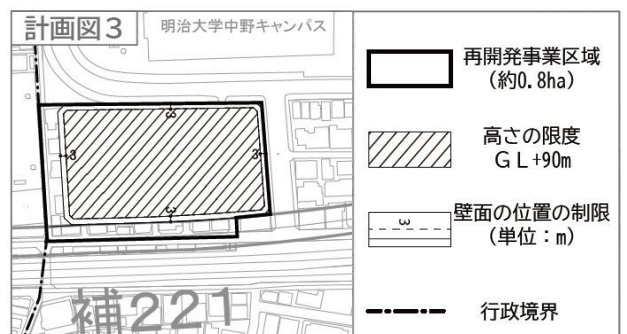 計画図3
明治大学中野キャンパス
3
3
3
3
補221
再開発事業区域
(約0.8ha)
高さの限度
GL+90m
3
壁面の位置の制限
(単位：m)
行政境界